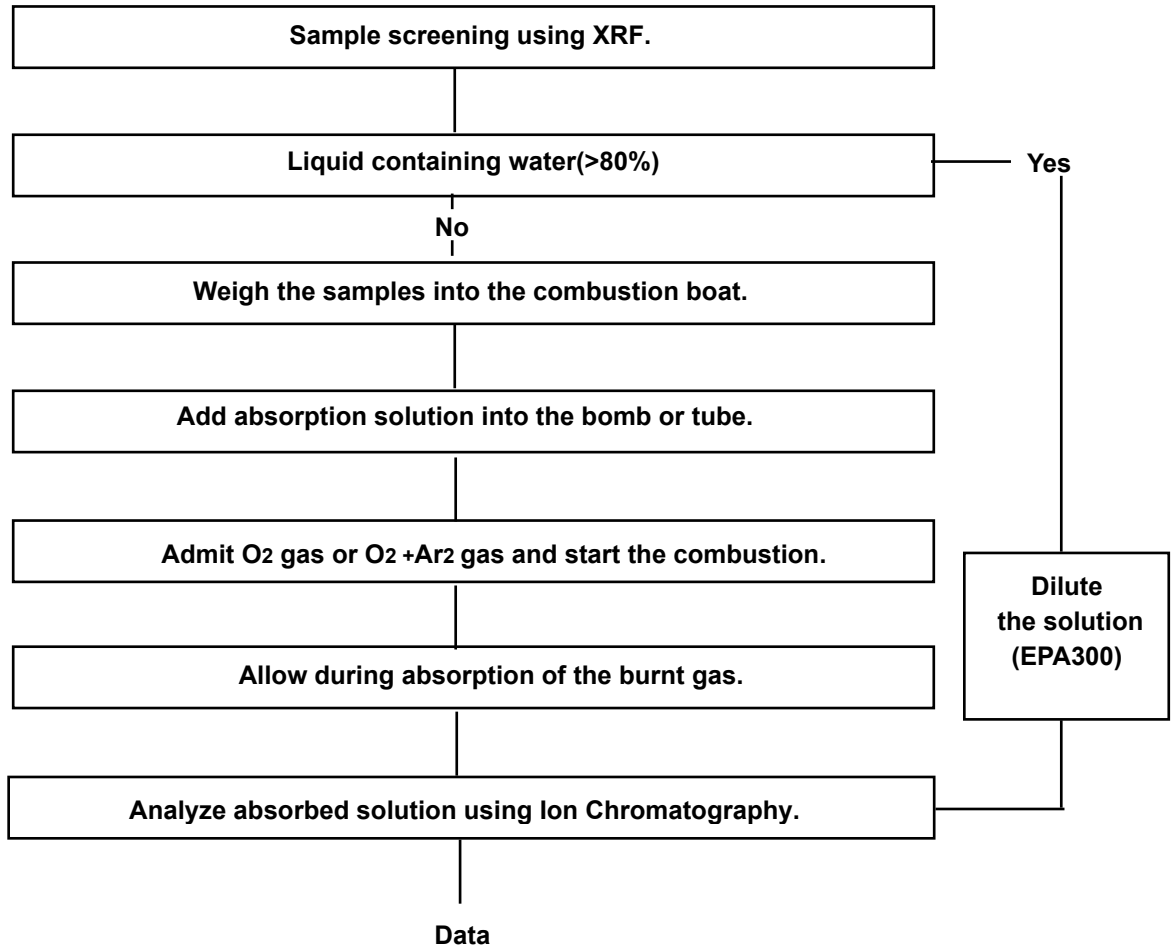 Sample screening using XRF.
Liquid containing water(>80%)
Yes
No
Weigh the samples into the combustion boat.
Add absorption solution into the bomb or tube.
Admit O2 gas or O2 +Ar2 gas and start the combustion.
Dilute
the solution
(EPA300)
Allow during absorption of the burnt gas.
Analyze absorbed solution using Ion Chromatography.
Data